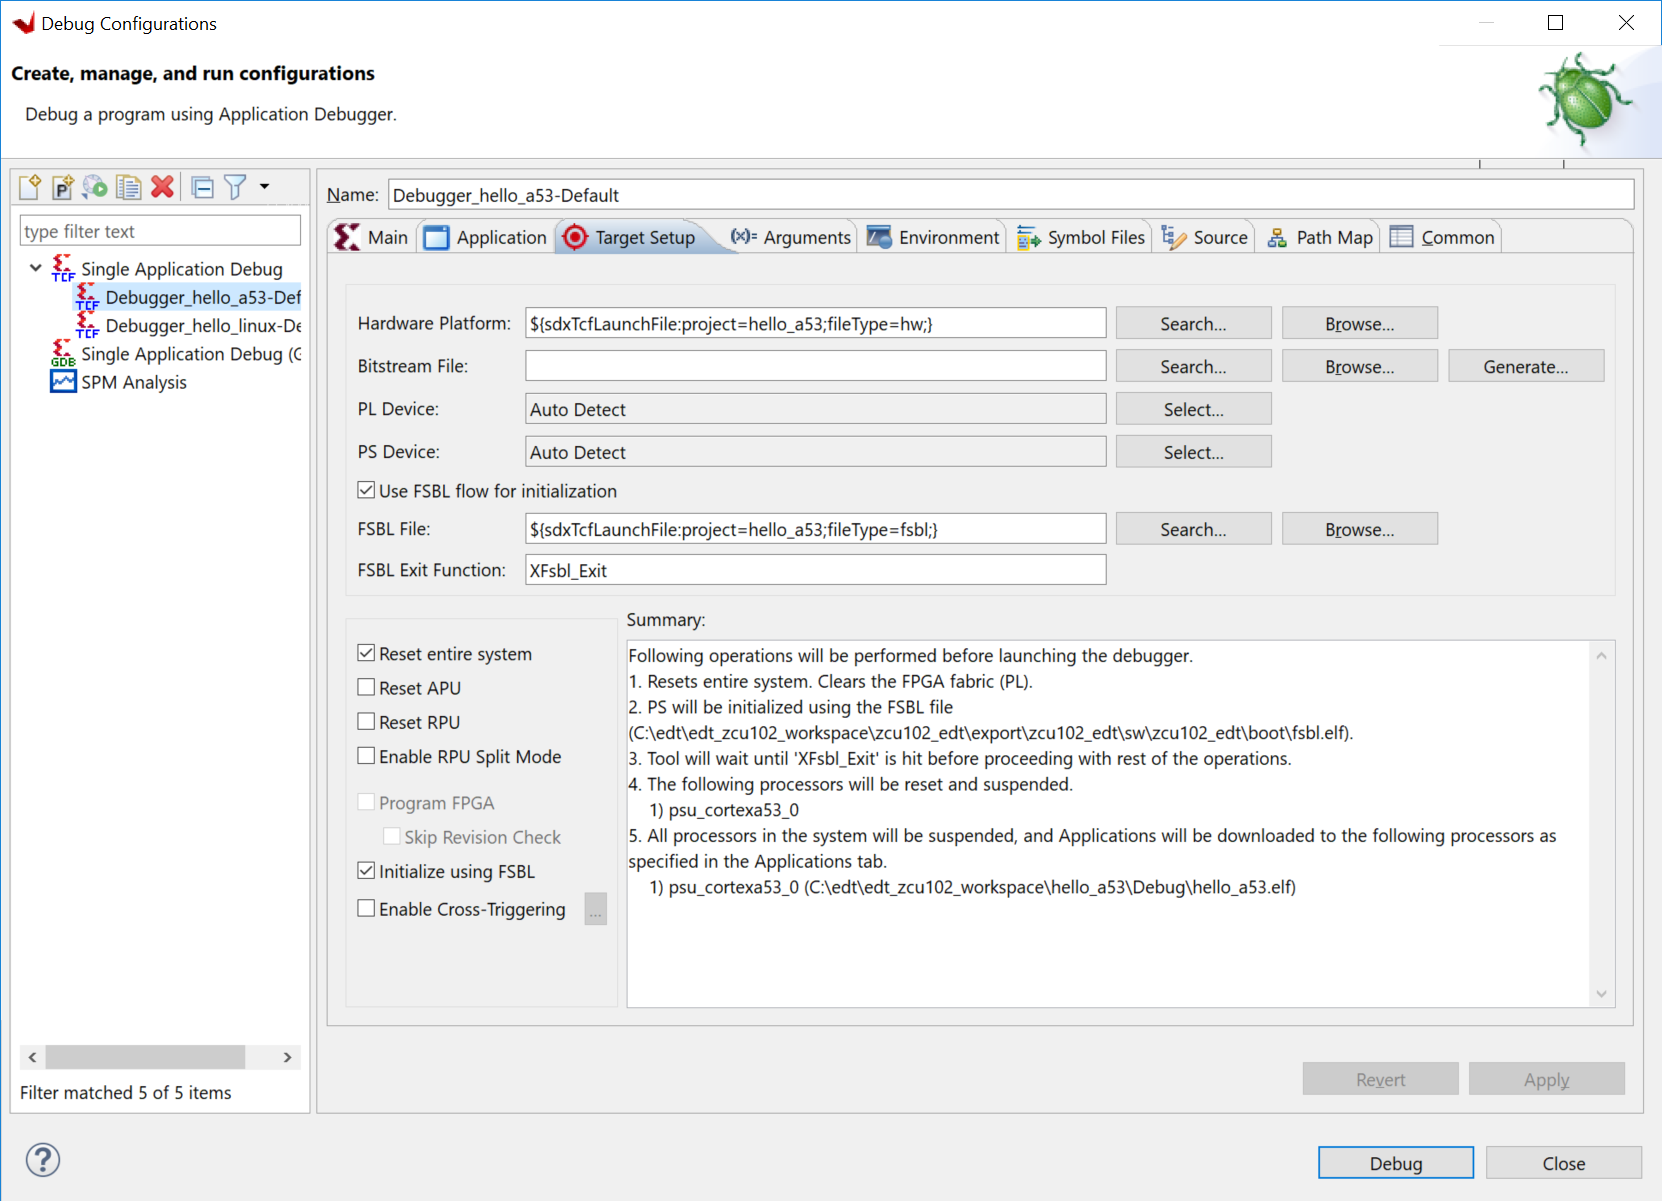 Debug Configurations
Create, manage, and run configurations
Debug a program using Application Debugger.
type filter text
Single Application Debug
Debugger_hello_a53-Def
Debugger_hello_linux-De
Single Application Debug (G
SPM Analysis
Filter matched 5 of 5 items
Name: Debugger_hello_a53-Default
Main Application Target Setup (x)= Arguments Environment Symbol Files Source Path Map Common
Hardware Platform: ${sdxTcfLaunchFile:project=hello_a53;fileType=hw;} Search... Browse...
Bitstream File: Search... Browse... Generate...
PL Device: Auto Detect Select...
PS Device: Auto Detect Select...
Use FSBL flow for initialization
FSBL File: ${sdxTcfLaunchFile:project=hello_a53;fileType=fsbl;} Search... Browse...
FSBL Exit Function: XFsbl_Exit
Reset entire system
Reset APU
Reset RPU
Enable RPU Split Mode
Program FPGA
Skip Revision Check
Initialize using FSBL
Enable Cross-Triggering ...
Summary:
Following operations will be performed before launching the debugger.
1. Resets entire system. Clears the FPGA fabric (PL).
2. PS will be initialized using the FSBL file
(C:\edt\edt_zcu102_workspace\zcu102_edt\export\zcu102_edt\sw\zcu102_edt\boot\fsbl.elf).
3. Tool will wait until 'XFsbl_Exit' is hit before proceeding with rest of the operations.
4. The following processors will be reset and suspended.
1) psu_cortexa53_0
5. All processors in the system will be suspended, and Applications will be downloaded to the following processors as
specified in the Applications tab.
1) psu_cortexa53_0 (C:\edt\edt_zcu102_workspace\hello_a53\Debug\hello_a53.elf)
Revert Apply
Debug Close